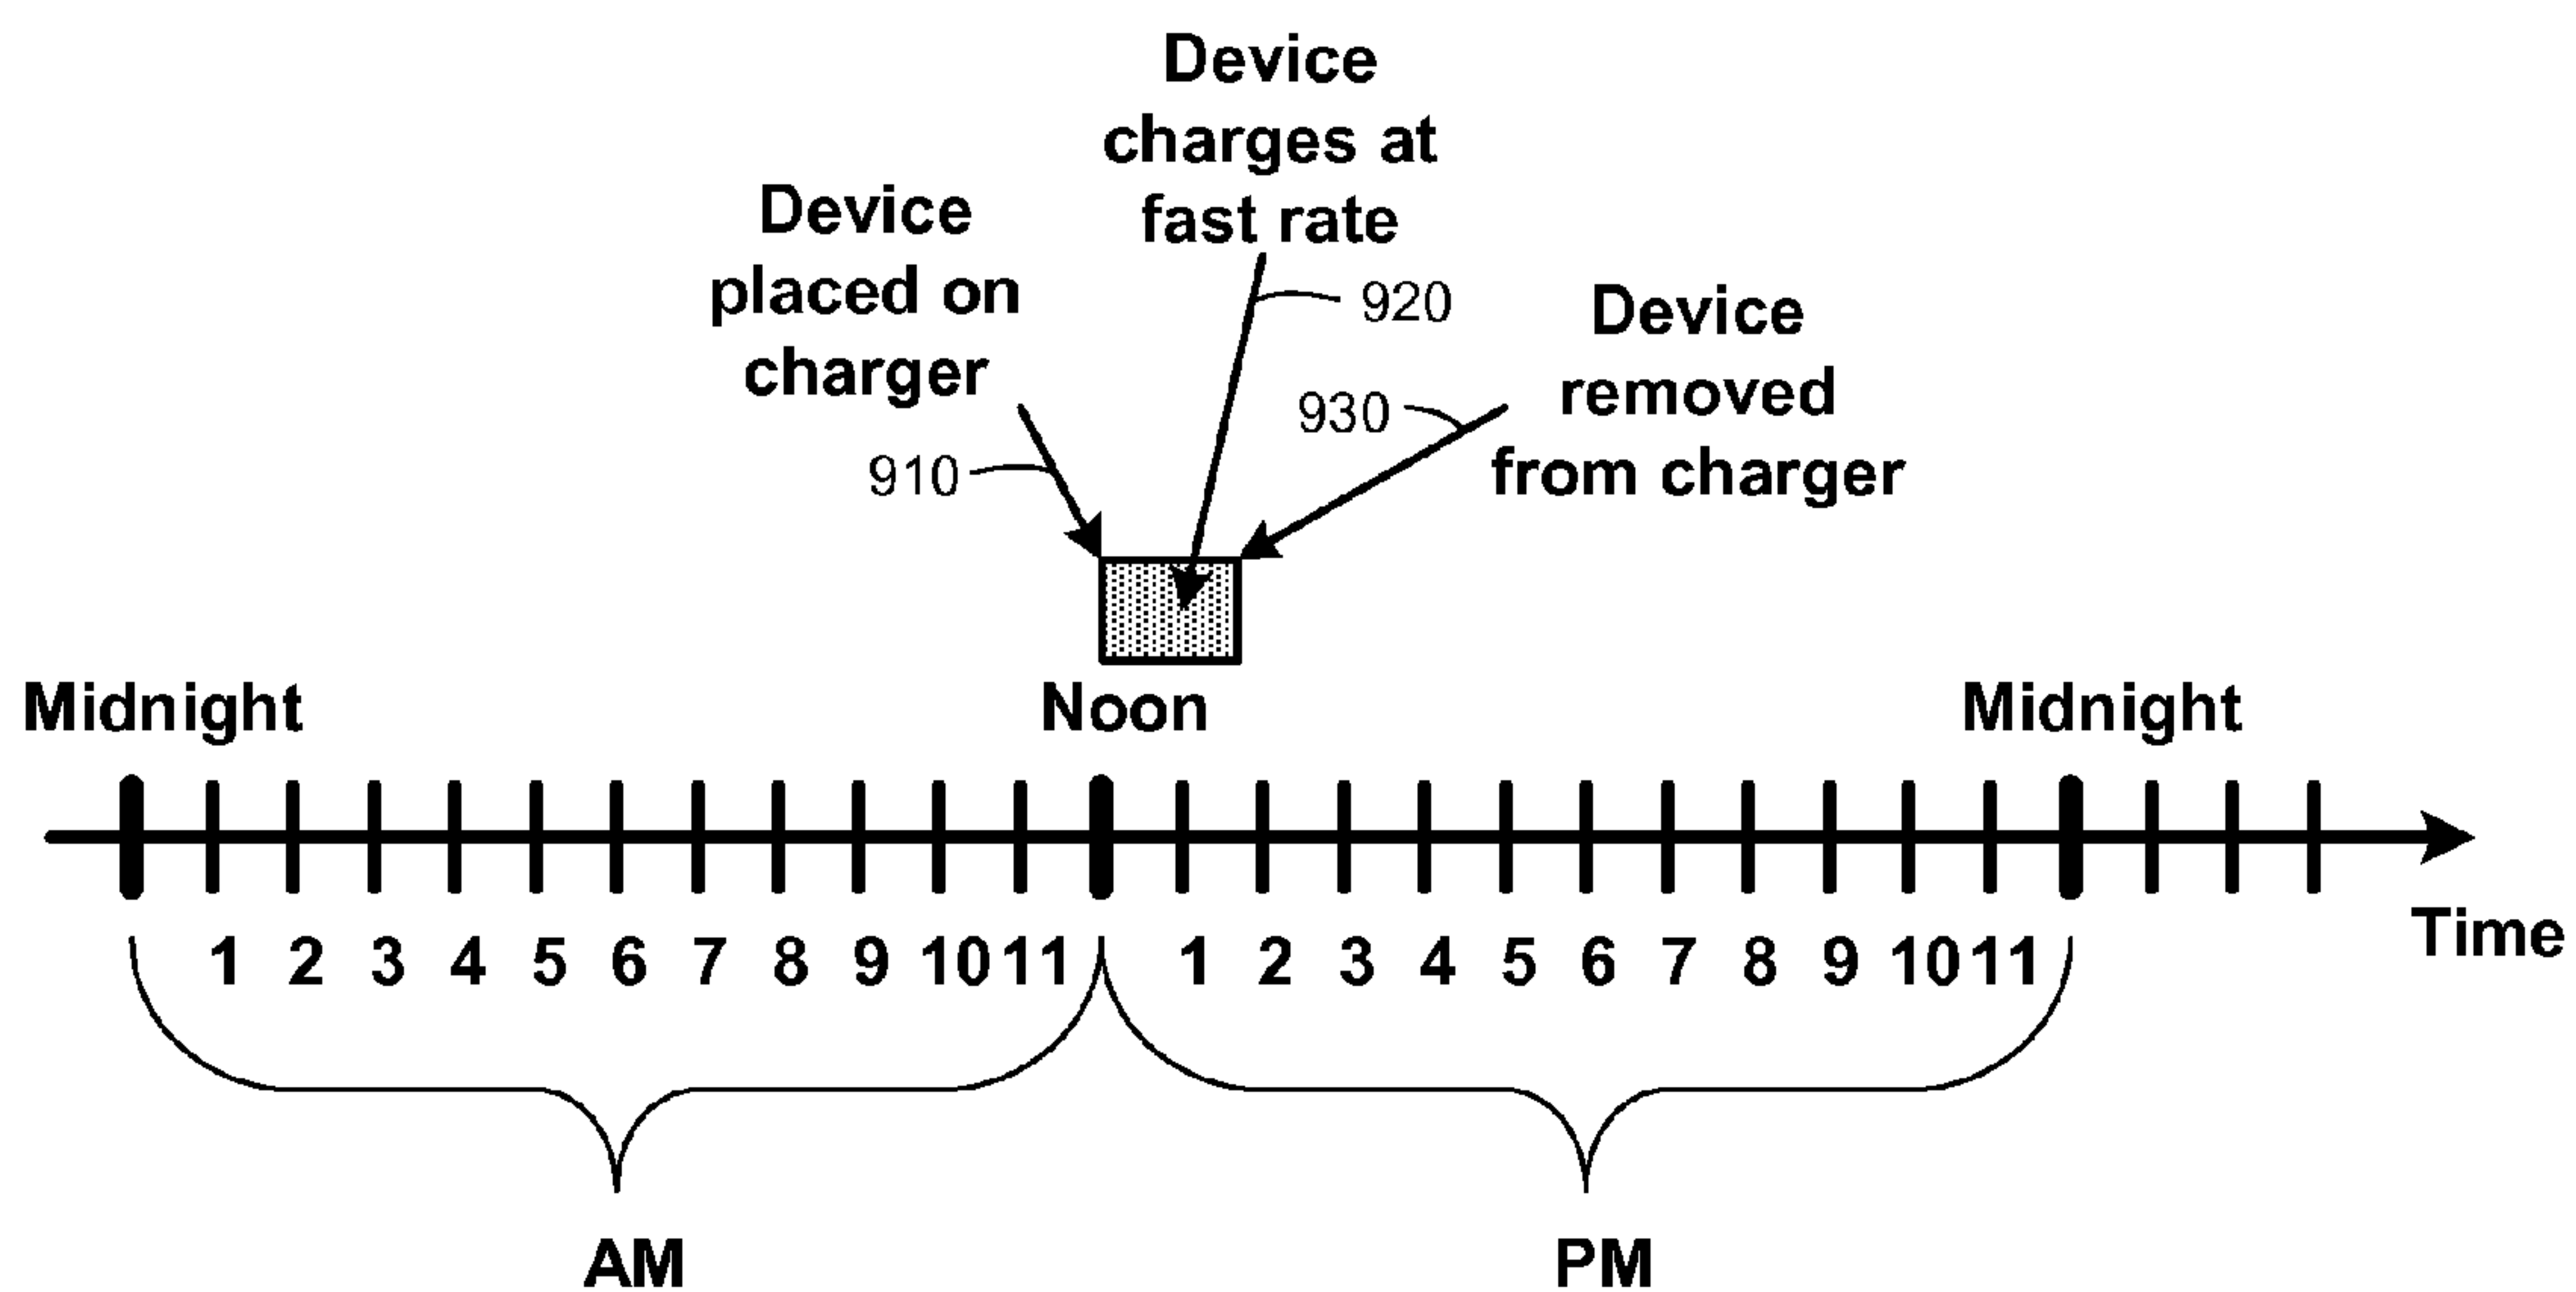 Device
charges at
fast rate
Device
placed on
charger
920
Device
removed
from charger
930
910
Midnight
Noon
Midnight
1 2 3 4 5 6 7 8 9 10 11 1 2 3 4 5 6 7 8 9 10 11
Time
AM
PM